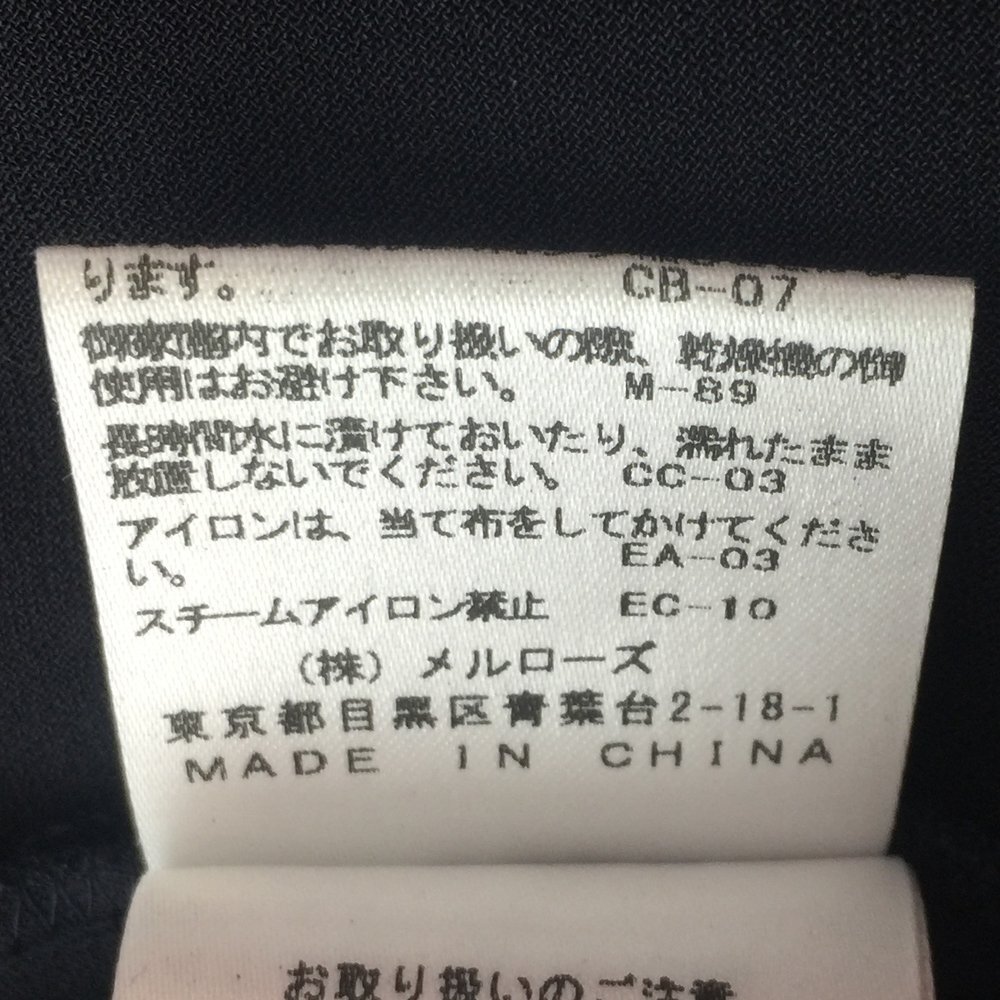 ります。 CB-07
御家庭内でお取り扱いの際、乾燥機の御
使用はお避け下さい。 M-89
長時間水に漬けておいたり、濡れたまま
放置しないでください。 CC-03
アイロンは、当て布をしてかけてくださ
い。 EA-03
スチームアイロン禁止 EC-10
(株)メルローズ
東京都目黒区青葉台2-18-1
MADE IN CHINA
お取り扱いのご注意